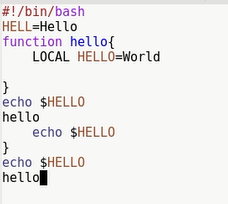 #!/bin/bash
HELL=Hello
function hello{
    LOCAL HELLO=World

}
echo $HELLO
hello
    echo $HELLO
}
echo $HELLO
hello